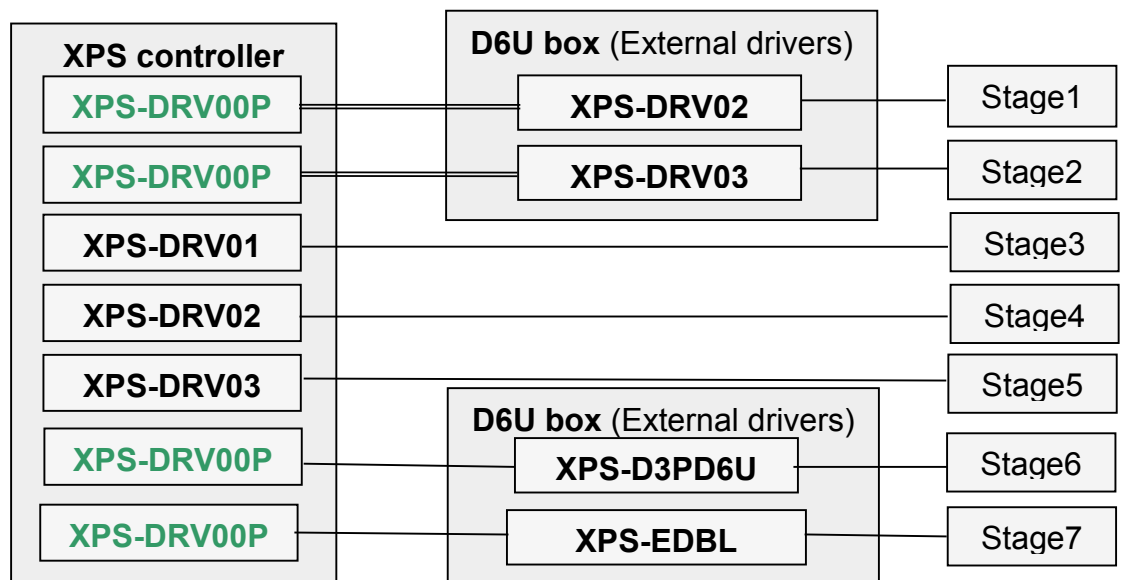 XPS controller
D6U box (External drivers)
XPS-DRV00P
XPS-DRV02
Stage1
XPS-DRV00P
XPS-DRV03
Stage2
XPS-DRV01
Stage3
XPS-DRV02
Stage4
XPS-DRV03
Stage5
D6U box (External drivers)
XPS-DRV00P
XPS-D3PD6U
Stage6
XPS-DRV00P
XPS-EDBL
Stage7